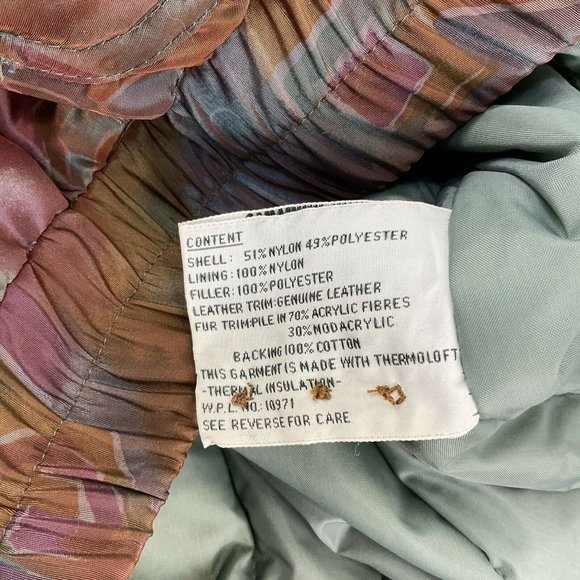 CONTENT
SHELL: 51% NYLON 49% POLYESTER
LINING: 100% NYLON
FILLER: 100% POLYESTER
LEATHER TRIM: GENUINE LEATHER
FUR TRIM: PILE IN 70% ACRYLIC FIBRES
30% MODACRYLIC
BACKING 100% COTTON
THIS GARMENT IS MADE WITH THERMOLOFT
-THERMAL INSULATION-
W.P.L. NO.: 10971
SEE REVERSE FOR CARE